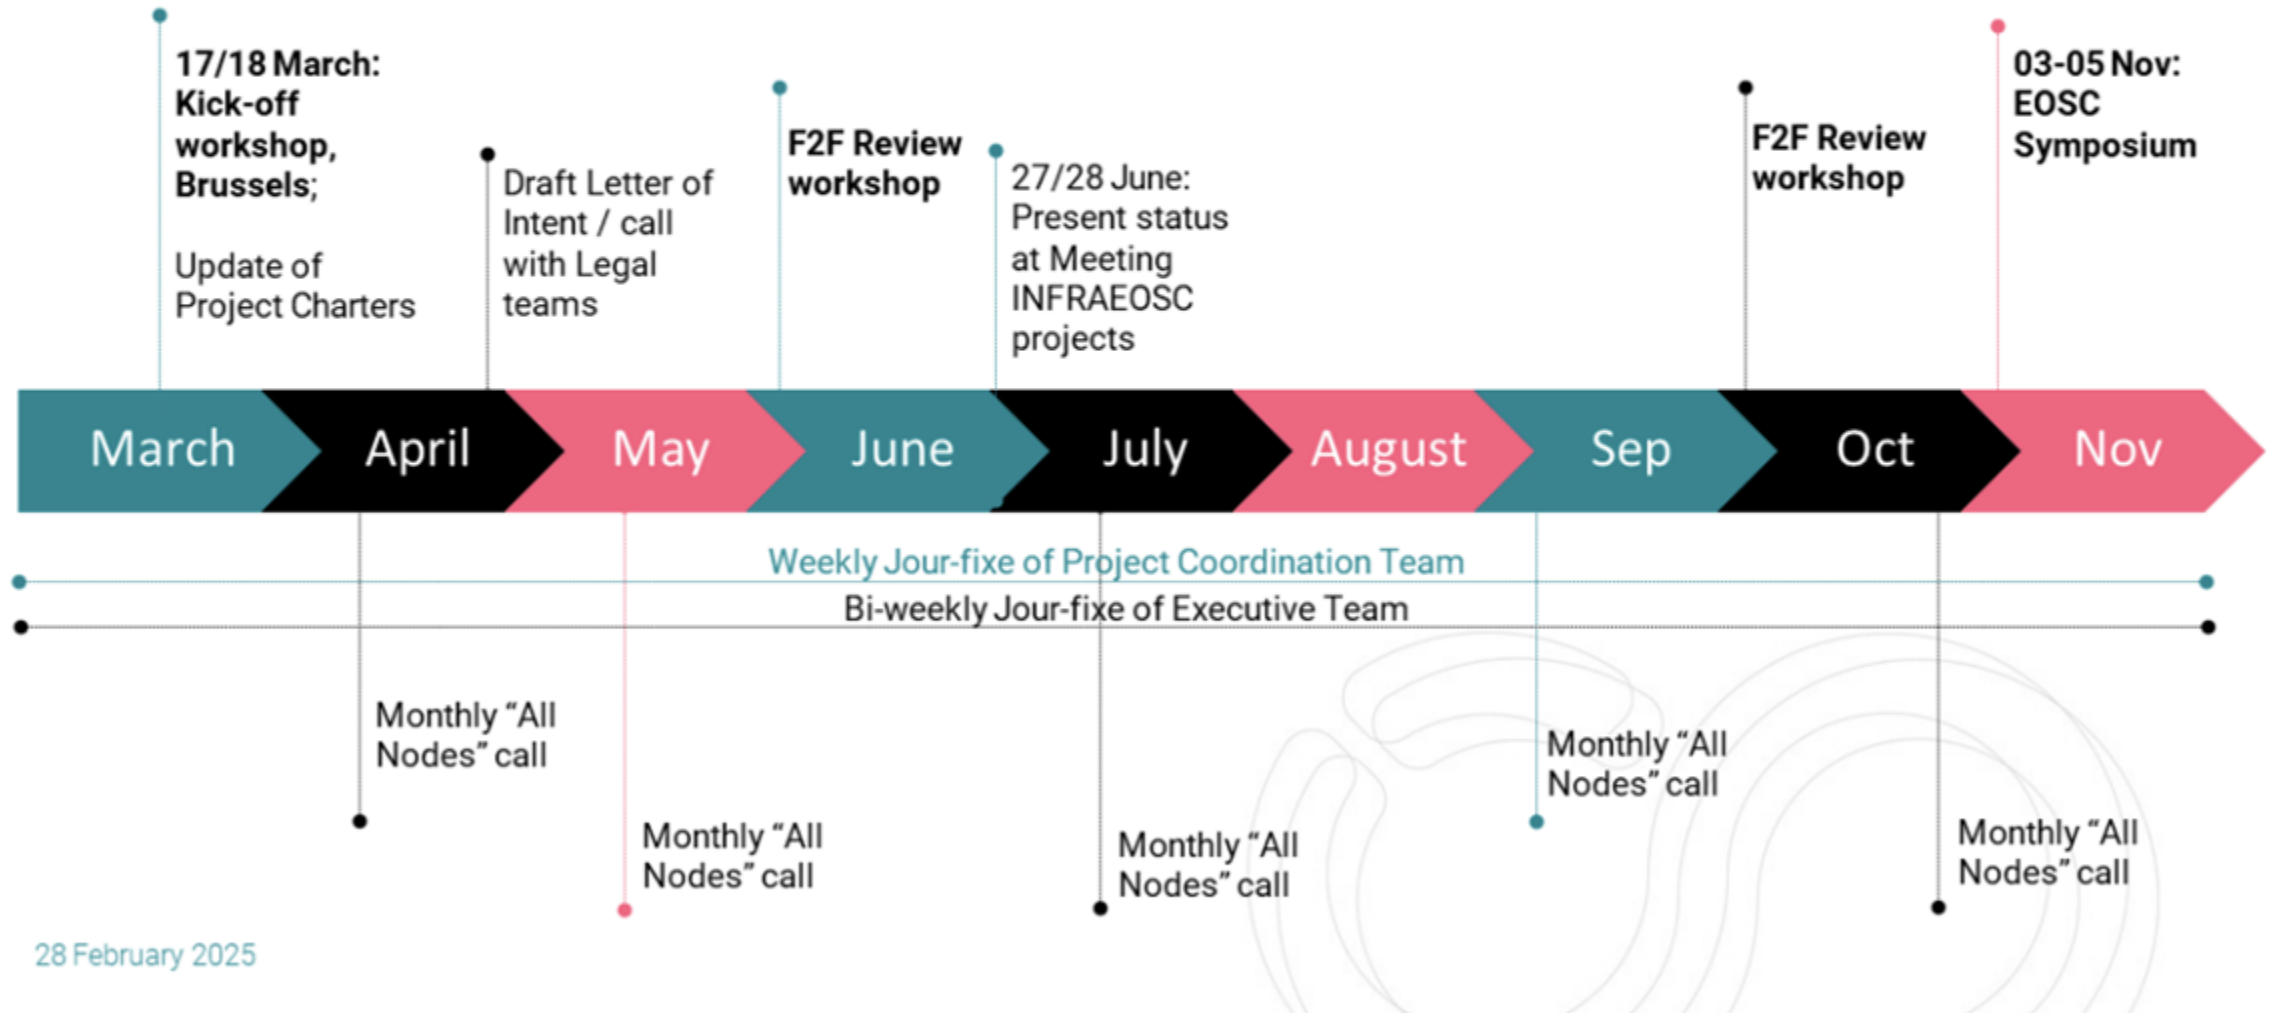 17/18 March:
Kick-off
workshop,
Brussels;
Update of
Project Charters
Draft Letter of
Intent / call
with Legal
teams
F2F Review
workshop
27/28 June:
Present status
at Meeting
INFRAEOSC
projects
F2F Review
workshop
03-05 Nov:
EOSC
Symposium
March
April
May
June
July
August
Sep
Oct
Nov
Weekly Jour-fixe of Project Coordination Team
Bi-weekly Jour-fixe of Executive Team
Monthly “All
Nodes” call
Monthly “All
Nodes” call
Monthly “All
Nodes” call
Monthly “All
Nodes” call
Monthly “All
Nodes” call
28 February 2025